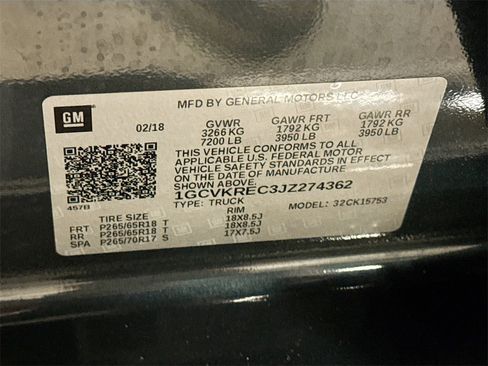 MFD BY GENERAL MOTORS LLC
GM
02/18
GVWR GAWR FRT GAWR RR
3266 KG 1792 KG 1792 KG
7200 LB 3950 LB 3950 LB
THIS VEHICLE CONFORMS TO ALL
APPLICABLE U.S. FEDERAL MOTOR
VEHICLE SAFETY STANDARDS IN EFFECT
ON THE DATE OF MANUFACTURE
SHOWN ABOVE.
1GCVKREC3JZ274362
TYPE: TRUCK MODEL: 32CK15753
457B
TIRE SIZE RIM
FRT P265/65R18 T 18X8.5J
RR P265/65R18 T 18X8.5J
SPA P265/70R17 S 17X7.5J